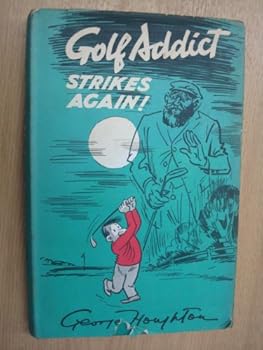 Golf Addict
STRIKES
AGAIN!
George Houghton